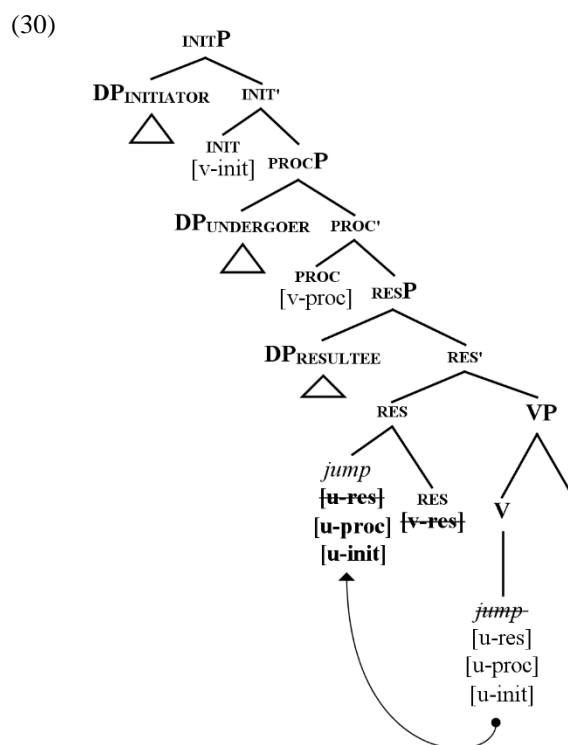 (30)
INITP
DPINITIATOR INIT'
INIT
[v-init] PROCP
DPUNDERGOER PROC'
PROC
[v-proc] RESP
DPRESULTEE RES'
RES VP
jump RES V
[u-res] [v-res]
[u-proc]
[u-init]
jump
[u-res]
[u-proc]
[u-init]